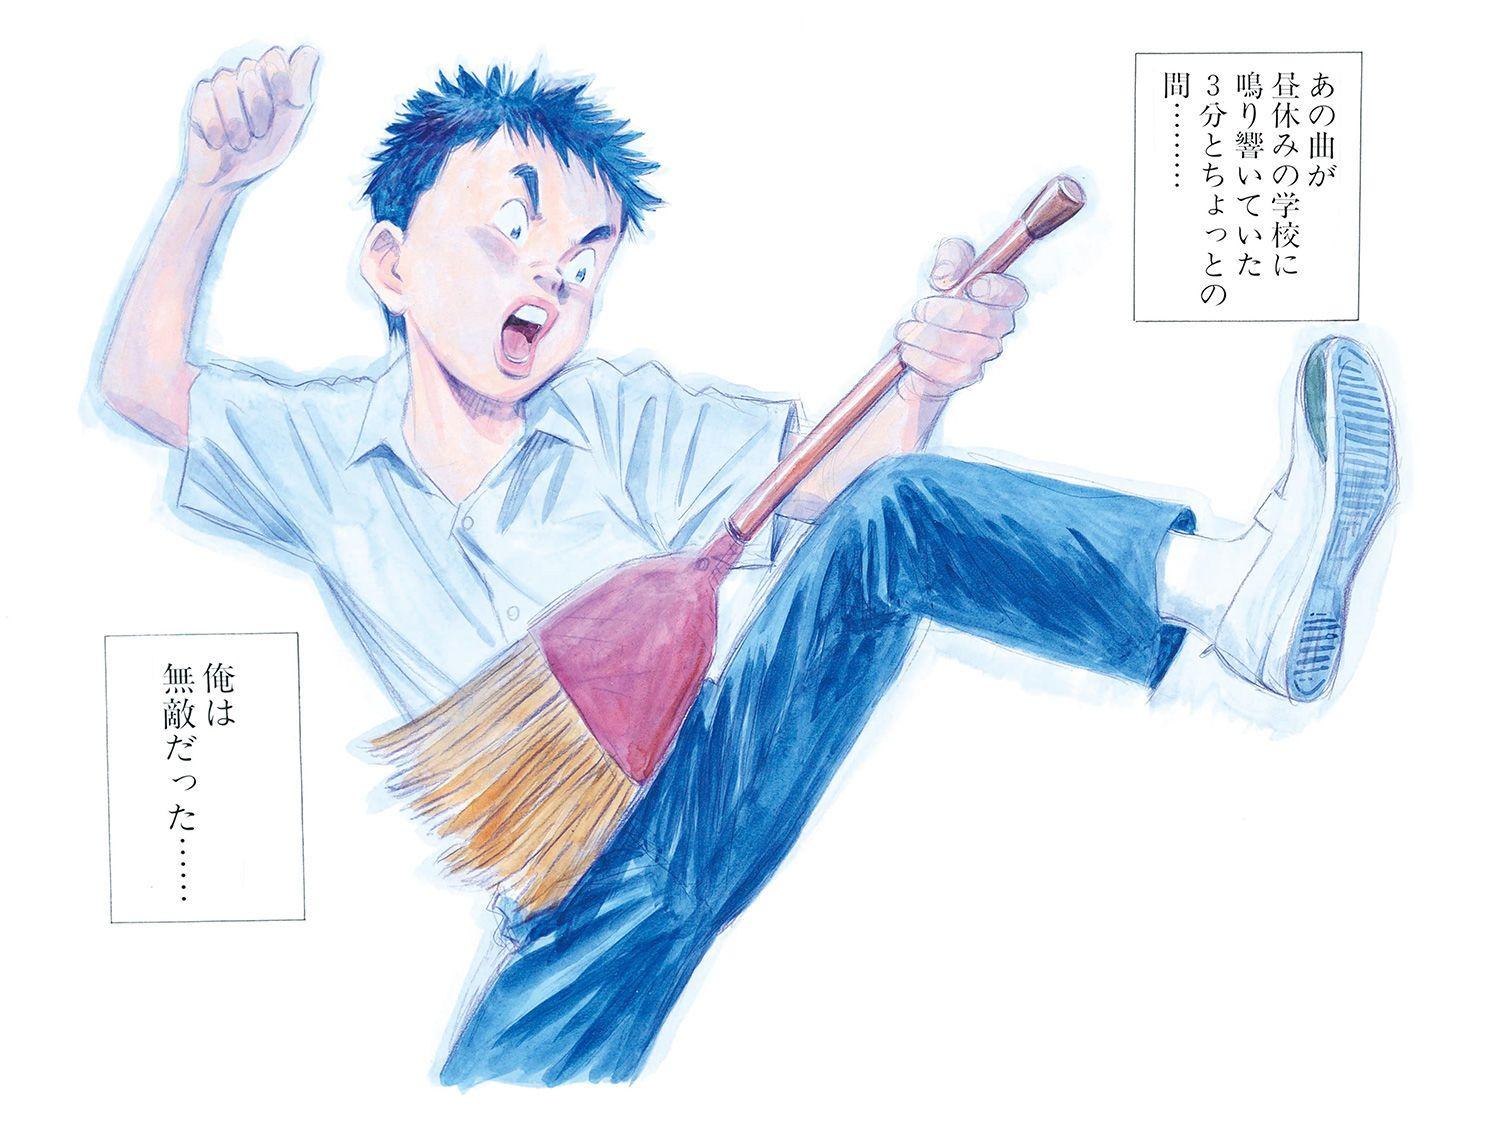 あの曲が
昼休みの学校に
鳴り響いていた
３分とちょっとの
間………
俺は
無敵だった………